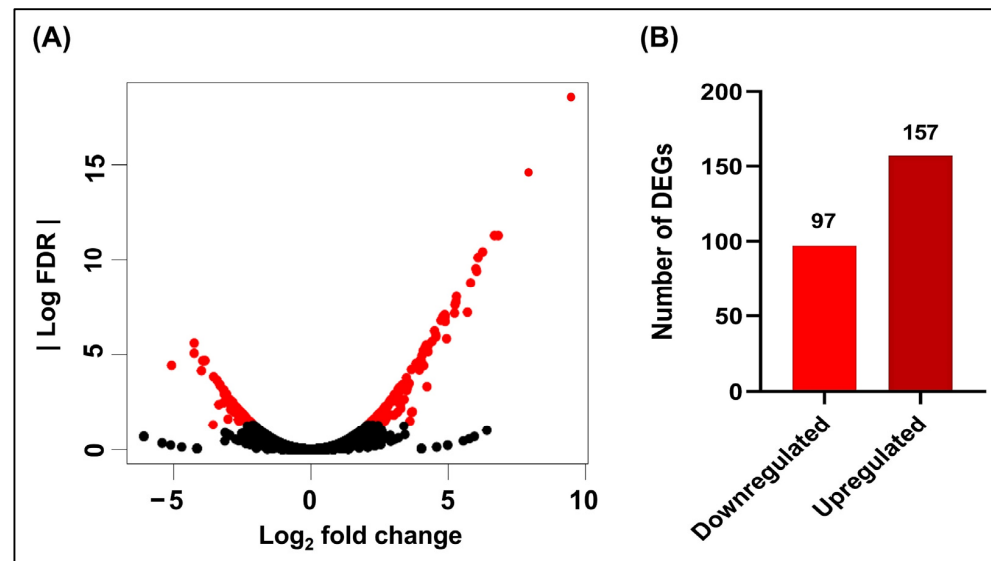 (A)
| Log FDR |
15
10
5
0
−5
0
5
10
Log₂ fold change
(B)
Number of DEGs
200
150
100
50
0
97
157
Downregulated
Upregulated